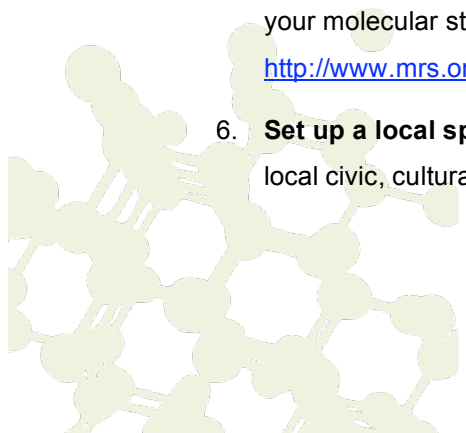 your molecular st
http://www.mrs.or
6. Set up a local sp
local civic, cultura